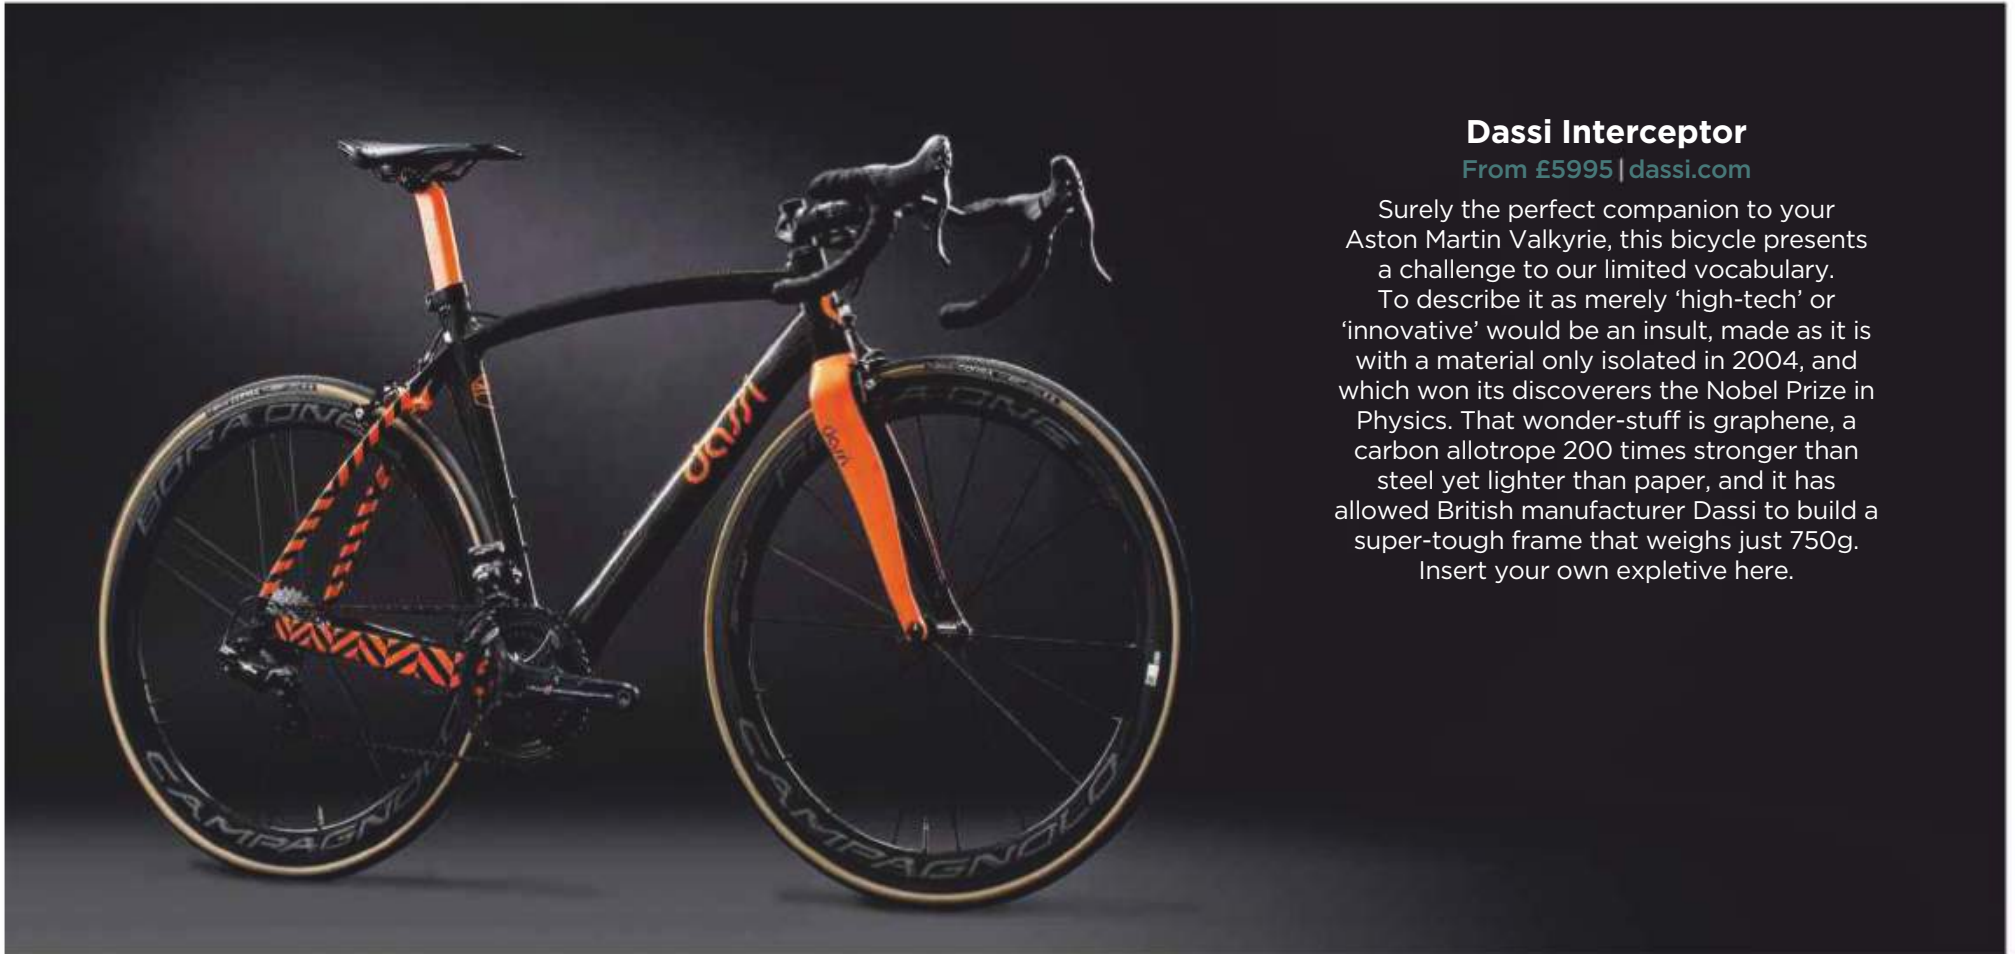 Dassi Interceptor
From £5995|dassi.com
Surely the perfect companion to your
Aston Martin Valkyrie, this bicycle presents
a challenge to our limited vocabulary.
To describe it as merely ‘high-tech’ or
‘innovative’ would be an insult, made as it is
with a material only isolated in 2004, and
which won its discoverers the Nobel Prize in
Physics. That wonder-stuff is graphene, a
carbon allotrope 200 times stronger than
steel yet lighter than paper, and it has
allowed British manufacturer Dassi to build a
super-tough frame that weighs just 750g.
Insert your own expletive here.
dassi
dassi
BORA ONE
CAMPAGNOLO
CAMPAGNOLO